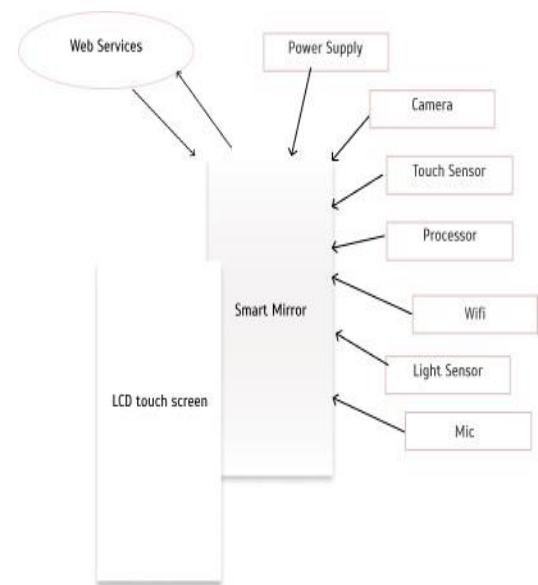 Web Services
Power Supply
Camera
Touch Sensor
Processor
Smart Mirror
Wifi
Light Sensor
LCD touch screen
Mic